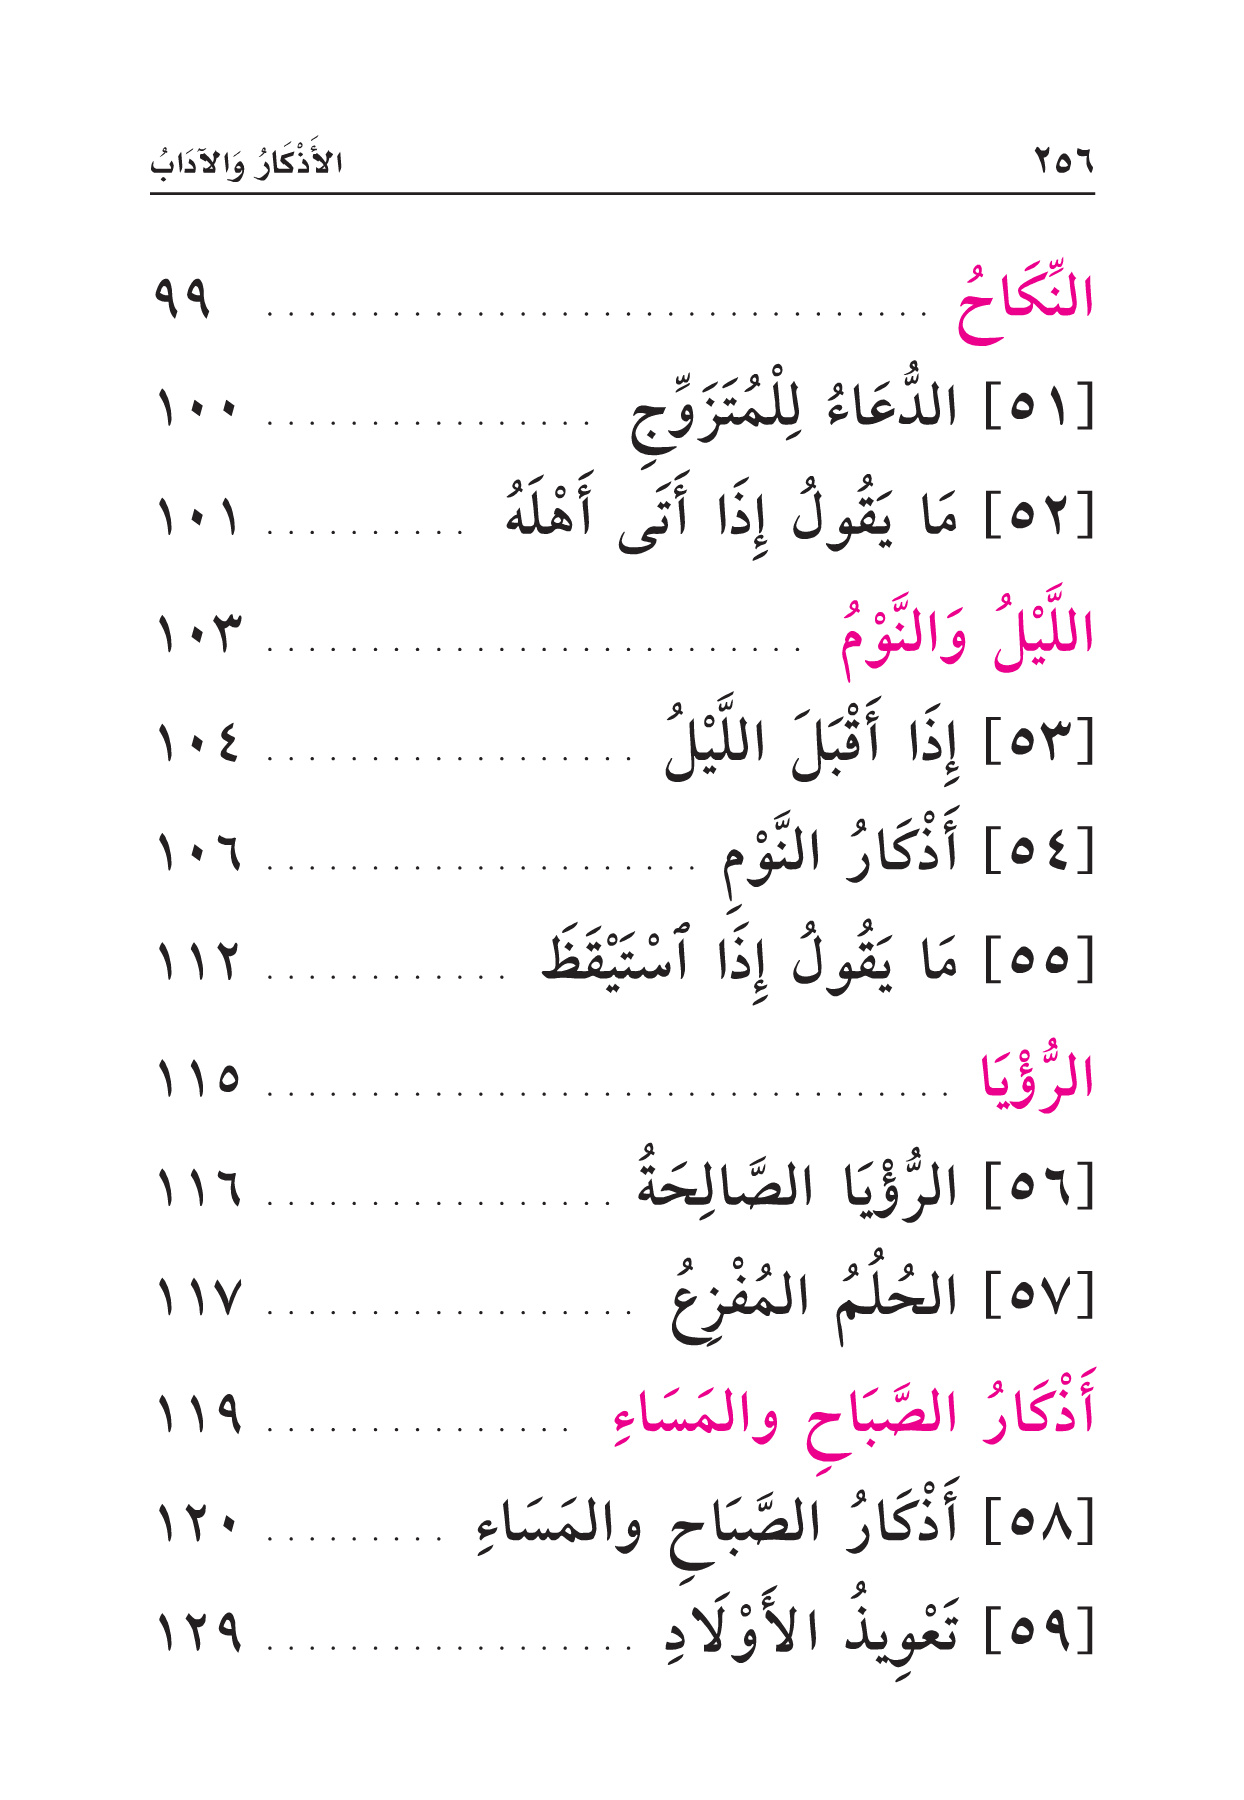 ٢٥٦ الأَذْكَارُ وَالآدَابُ
النِّكَاحُ . . . . . . . . . . . . . . . . . . . . . . . . . . . . . . . . ٩٩
[٥١] الدُّعَاءُ لِلْمُتَزَوِّجِ . . . . . . . . . . . . . . . . ١٠٠
[٥٢] مَا يَقُولُ إِذَا أَتَى أَهْلَهُ . . . . . . . . . . ١٠١
اللَّيْلُ وَالنَّوْمُ . . . . . . . . . . . . . . . . . . . . . . . . . . ١٠٣
[٥٣] إِذَا أَقْبَلَ اللَّيْلُ . . . . . . . . . . . . . . . . . . ١٠٤
[٥٤] أَذْكَارُ النَّوْمِ . . . . . . . . . . . . . . . . . . . . . ١٠٦
[٥٥] مَا يَقُولُ إِذَا ٱسْتَيْقَظَ . . . . . . . . . . . . ١١٢
الرُّؤْيَا . . . . . . . . . . . . . . . . . . . . . . . . . . . . . . . . . ١١٥
[٥٦] الرُّؤْيَا الصَّالِحَةُ . . . . . . . . . . . . . . . . . ١١٦
[٥٧] الحُلُمُ المُفْزِعُ . . . . . . . . . . . . . . . . . . ١١٧
أَذْكَارُ الصَّبَاحِ والمَسَاءِ . . . . . . . . . . . . . . . ١١٩
[٥٨] أَذْكَارُ الصَّبَاحِ والمَسَاءِ . . . . . . . . . ١٢٠
[٥٩] تَعْوِيذُ الأَوْلَادِ . . . . . . . . . . . . . . . . . . ١٢٩